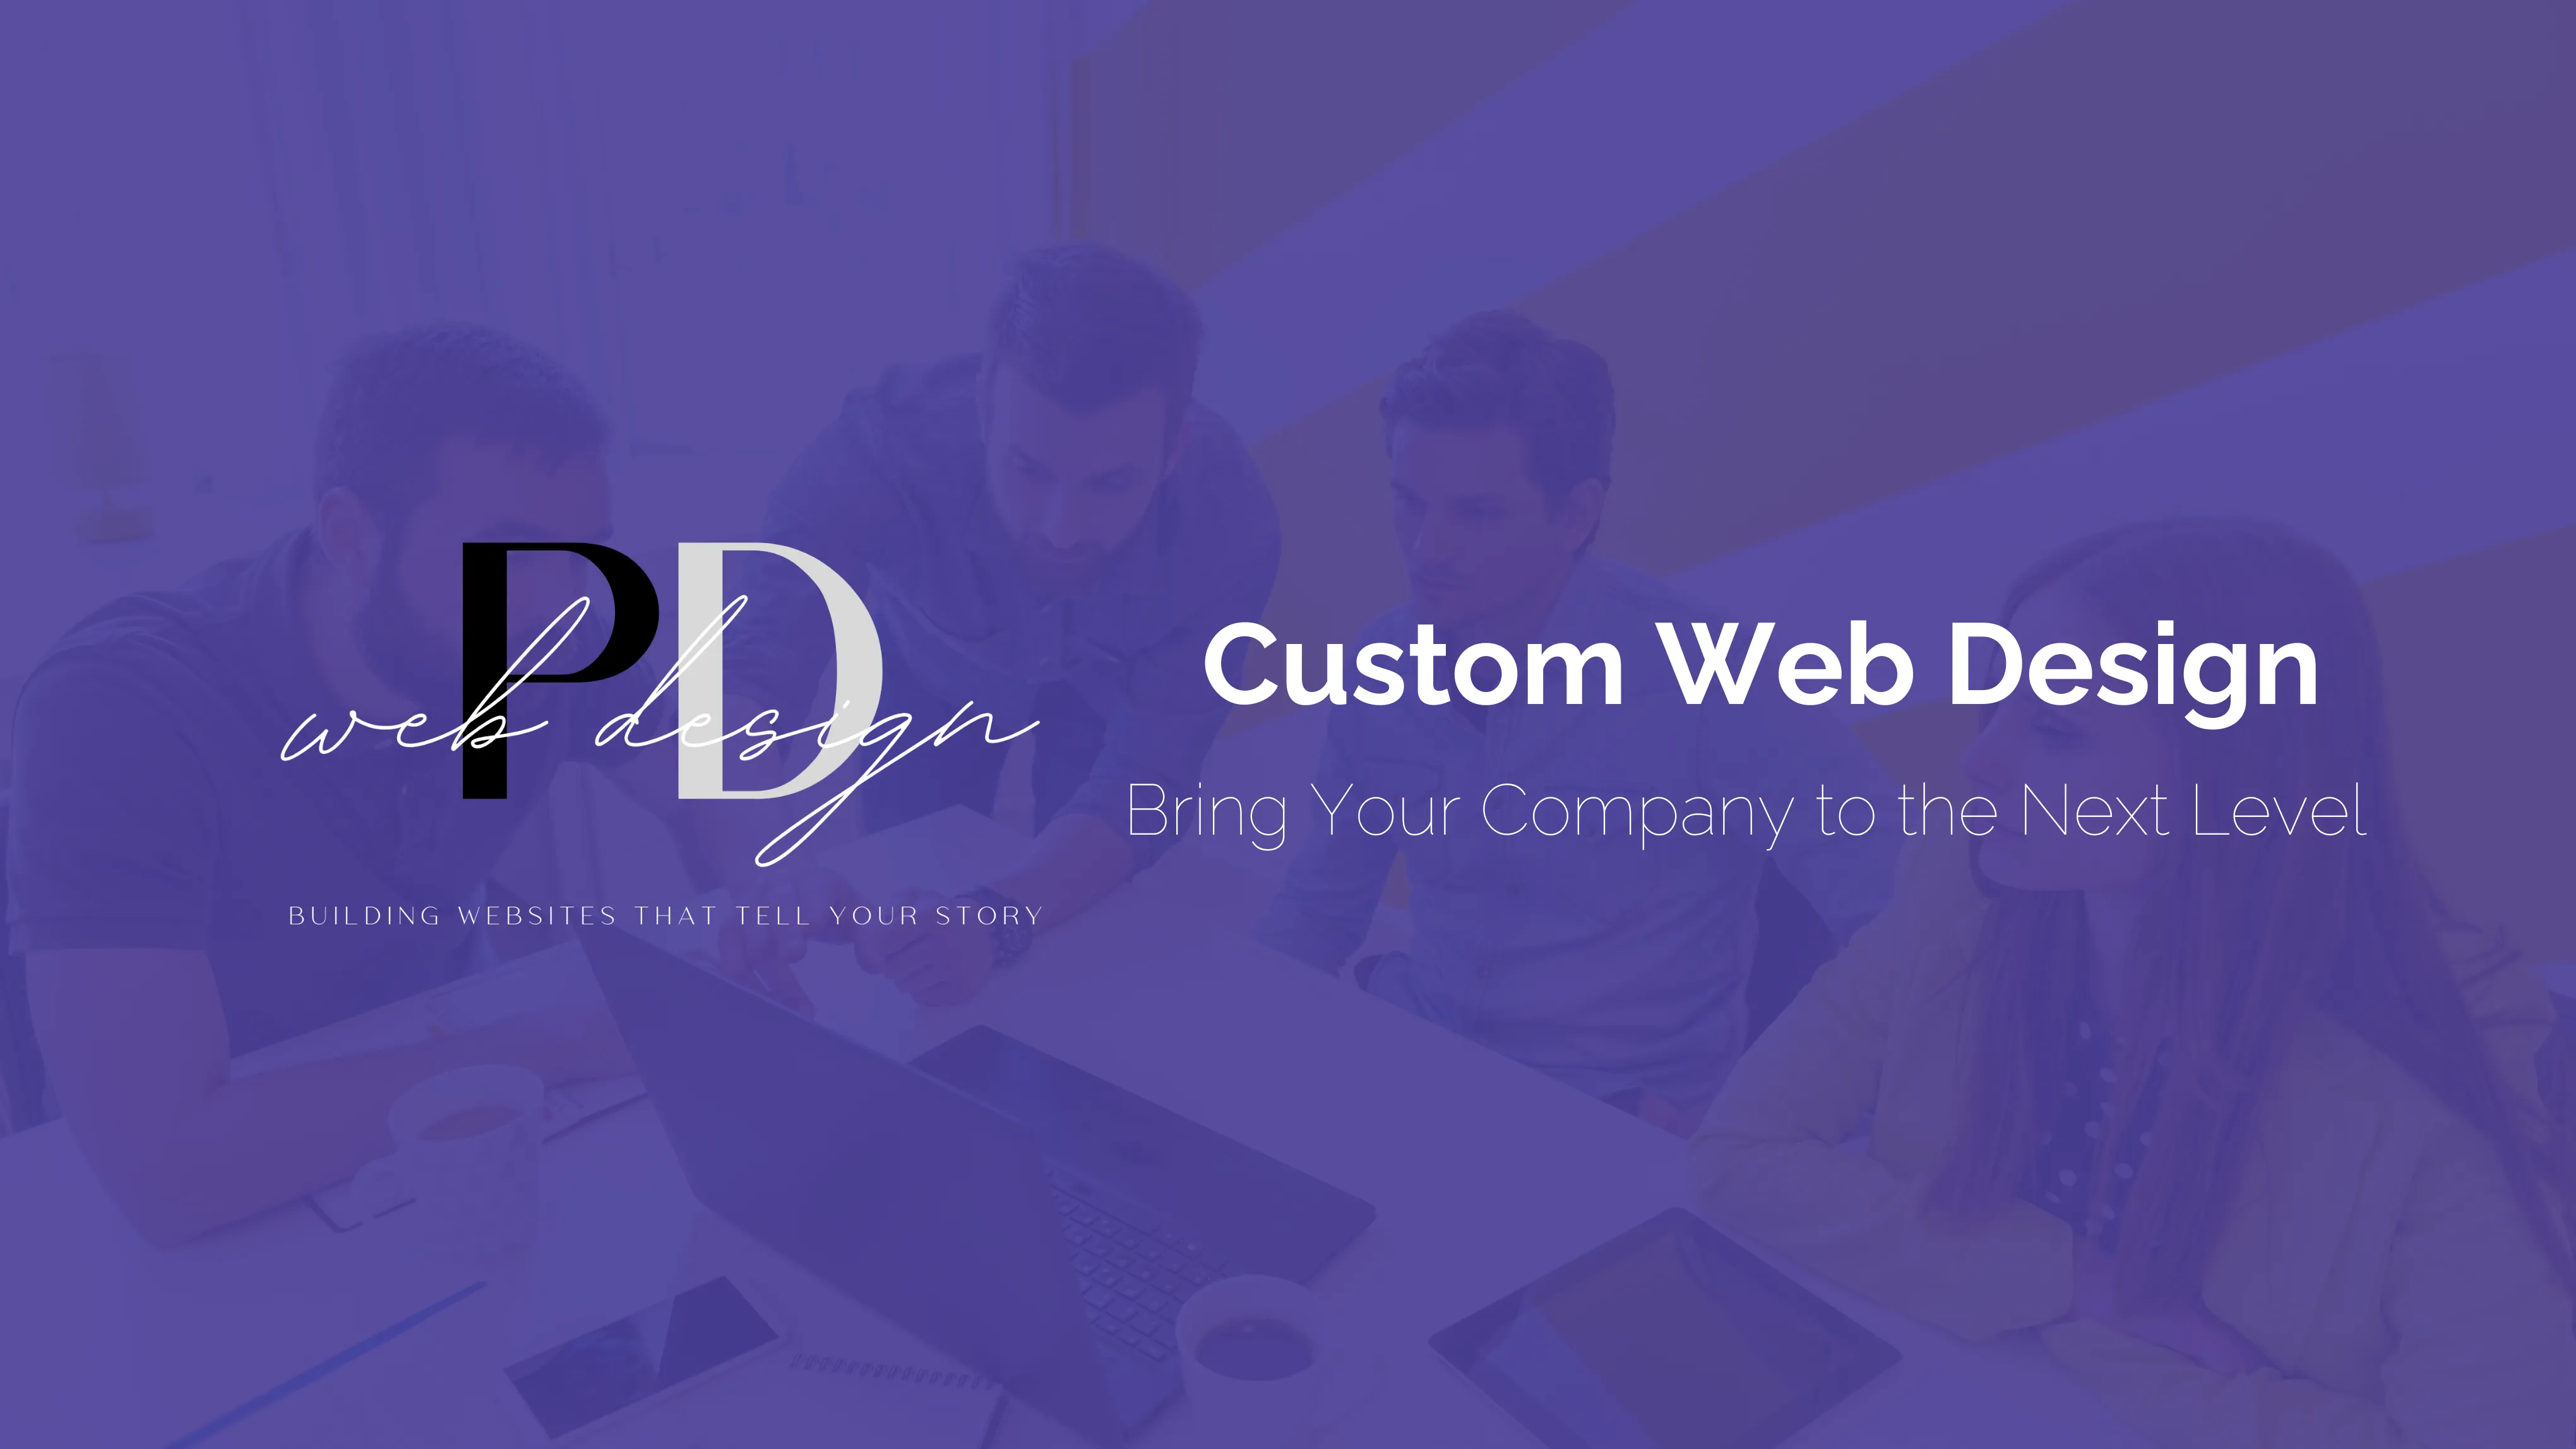 PD
web design
BUILDING WEBSITES THAT TELL YOUR STORY
Custom Web Design
Bring Your Company to the Next Level